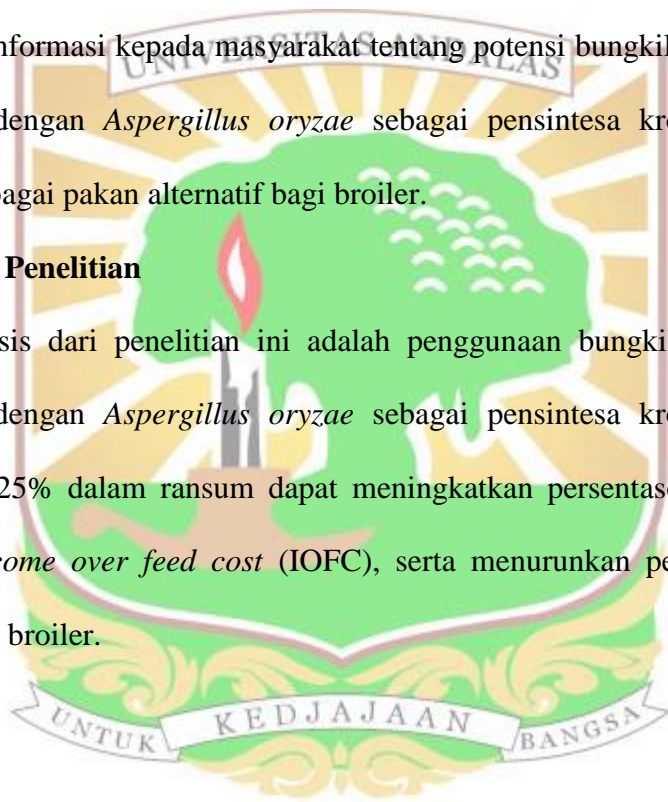 nformasi kepada masyarakat tentang potensi bungkil
UNIVERSITAS ANDALAS
dengan Aspergillus oryzae sebagai pensintesa kr
bagai pakan alternatif bagi broiler.
Penelitian
sis dari penelitian ini adalah penggunaan bungki
dengan Aspergillus oryzae sebagai pensintesa kr
25% dalam ransum dapat meningkatkan persentas
come over feed cost (IOFC), serta menurunkan pe
broiler.
UNTUK KEDJAJAAN BANGSA